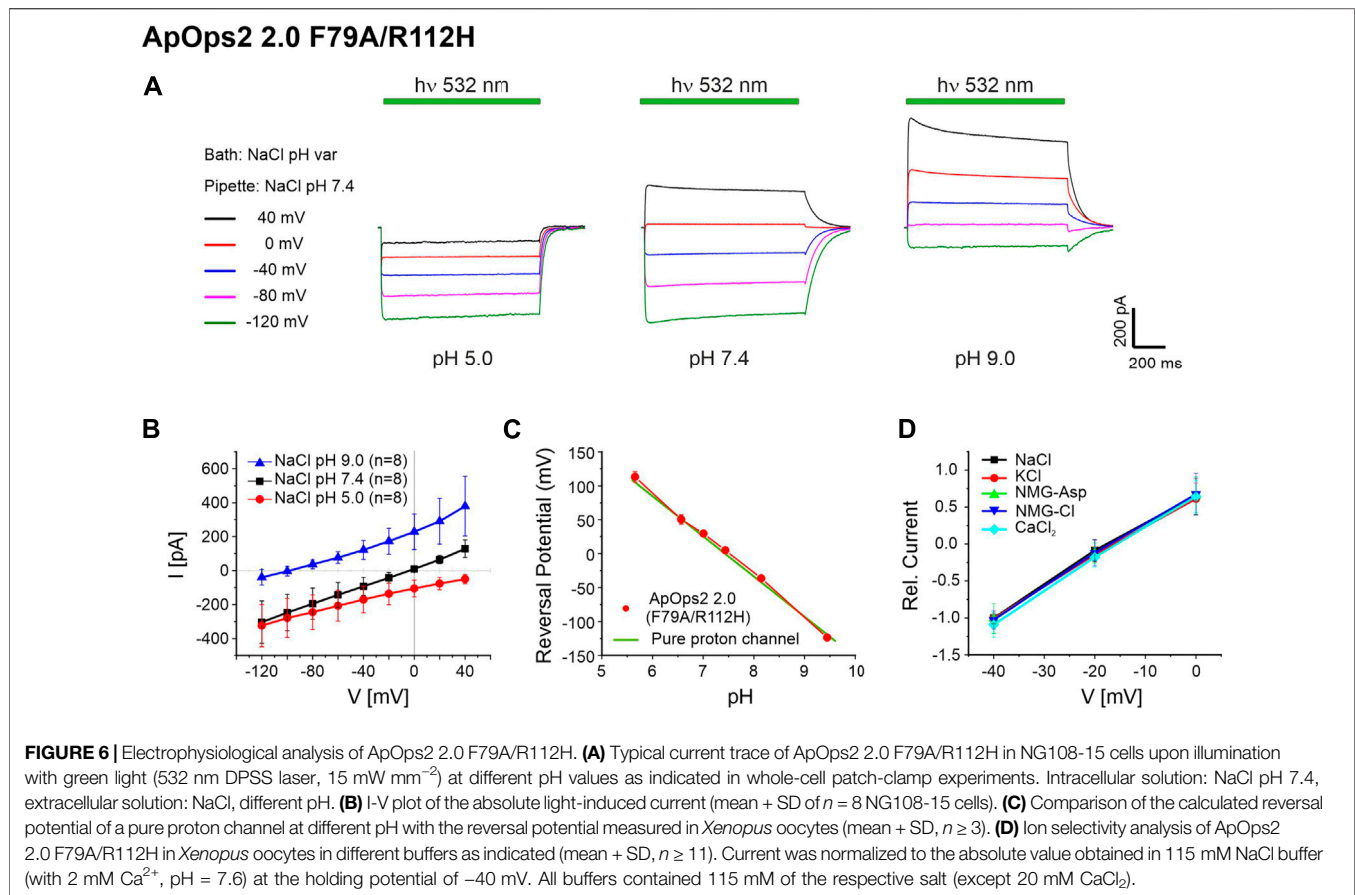 ApOps2 2.0 F79A/R112H
A
hν 532 nm
hν 532 nm
hν 532 nm
Bath: NaCl pH var
Pipette: NaCl pH 7.4
40 mV
0 mV
-40 mV
-80 mV
-120 mV
pH 5.0
pH 7.4
pH 9.0
200 pA
200 ms
B
NaCl pH 9.0 (n=8)
NaCl pH 7.4 (n=8)
NaCl pH 5.0 (n=8)
I [pA]
600
400
200
0
-200
-400
-120
-80
-40
0
40
V [mV]
C
Reversal Potential (mV)
150
100
50
0
-50
-100
-150
ApOps2 2.0
(F79A/R112H)
Pure proton channel
5
6
7
8
9
10
pH
D
NaCl
KCl
NMG-Asp
NMG-Cl
CaCl2
Rel. Current
1.0
0.5
0.0
-0.5
-1.0
-1.5
-40
-30
-20
-10
0
V [mV]
FIGURE 6 | Electrophysiological analysis of ApOps2 2.0 F79A/R112H. (A) Typical current trace of ApOps2 2.0 F79A/R112H in NG108-15 cells upon illumination
with green light (532 nm DPSS laser, 15 mW mm−2) at different pH values as indicated in whole-cell patch-clamp experiments. Intracellular solution: NaCl pH 7.4,
extracellular solution: NaCl, different pH. (B) I-V plot of the absolute light-induced current (mean + SD of n = 8 NG108-15 cells). (C) Comparison of the calculated reversal
potential of a pure proton channel at different pH with the reversal potential measured in Xenopus oocytes (mean + SD, n ≥ 3). (D) Ion selectivity analysis of ApOps2
2.0 F79A/R112H in Xenopus oocytes in different buffers as indicated (mean + SD, n ≥ 11). Current was normalized to the absolute value obtained in 115 mM NaCl buffer
(with 2 mM Ca2+, pH = 7.6) at the holding potential of −40 mV. All buffers contained 115 mM of the respective salt (except 20 mM CaCl2).